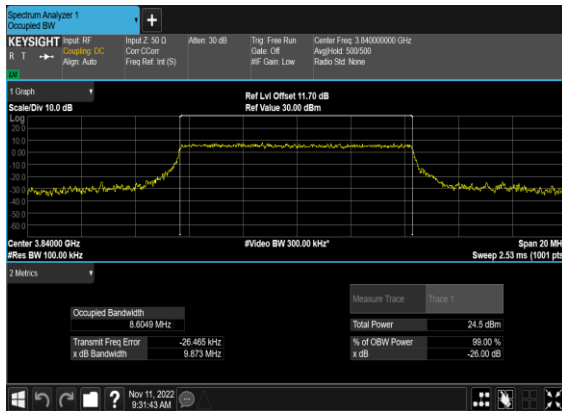 Spectrum Analyzer 1
Occupied BW
KEYSIGHT
R T
LXI
Input: RF
Coupling: DC
Align: Auto
Input Z: 50 Ω
Corr CCorr
Freq Ref: Int (S)
Atten: 30 dB
Trig: Free Run
Gate: Off
#IF Gain: Low
Center Freq: 3.840000000 GHz
Avg|Hold: 500/500
Radio Std: None
1 Graph
Scale/Div 10.0 dB
Ref Lvl Offset 11.70 dB
Ref Value 30.00 dBm
Log
20.0
10.0
0.00
-10.0
-20.0
-30.0
-40.0
-50.0
-60.0
Center 3.84000 GHz
#Res BW 100.00 kHz
#Video BW 300.00 kHz*
Span 20 MH
Sweep 2.53 ms (1001 pts
2 Metrics
Measure Trace
Trace 1
Occupied Bandwidth
8.6049 MHz
Total Power
24.5 dBm
Transmit Freq Error
-26.465 kHz
% of OBW Power
99.00 %
x dB Bandwidth
9.873 MHz
x dB
-26.00 dB
?
Nov 11, 2022
9:31:43 AM